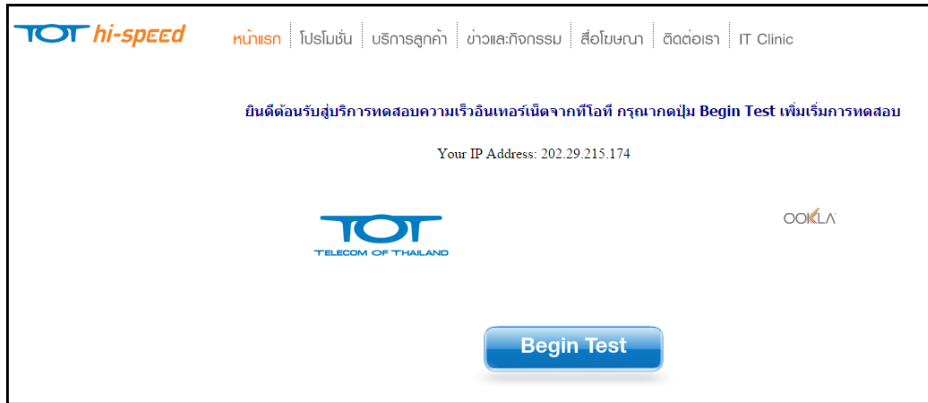 TOT hi-speed หน้าแรก โปรโมชั่น บริการลูกค้า ข่าวและกิจกรรม สื่อโฆษณา ติดต่อเรา IT Clinic
ยินดีต้อนรับสู่บริการทดสอบความเร็วอินเทอร์เน็ตจากทีโอที กรุณากดปุ่ม Begin Test เพิ่มเริ่มการทดสอบ
Your IP Address: 202.29.215.174
TOT OOKLA
TELECOM OF THAILAND
Begin Test